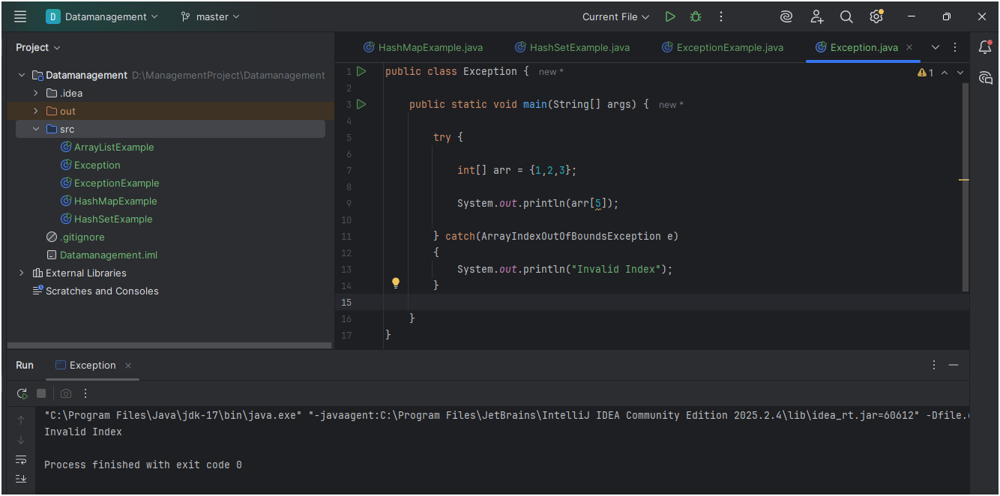 D Datamanagement master Current File
Project
HashMapExample.java HashSetExample.java ExceptionExample.java Exception.java
Datamanagement D:\ManagementProject\Datamanagement
.idea
out
src
ArrayListExample
Exception
ExceptionExample
HashMapExample
HashSetExample
.gitignore
Datamanagement.iml
External Libraries
Scratches and Consoles
1 public class Exception { new *
1
2
3 public static void main(String[] args) { new *
4
5 try {
6
7 int[] arr = {1,2,3};
8
9 System.out.println(arr[5]);
10
11 } catch(ArrayIndexOutOfBoundsException e)
12 {
13 System.out.println("Invalid Index");
14 }
15
16 }
17 }
Run Exception
"C:\Program Files\Java\jdk-17\bin\java.exe" "-javaagent:C:\Program Files\JetBrains\IntelliJ IDEA Community Edition 2025.2.4\lib\idea_rt.jar=60612" -Dfile.
Invalid Index
Process finished with exit code 0